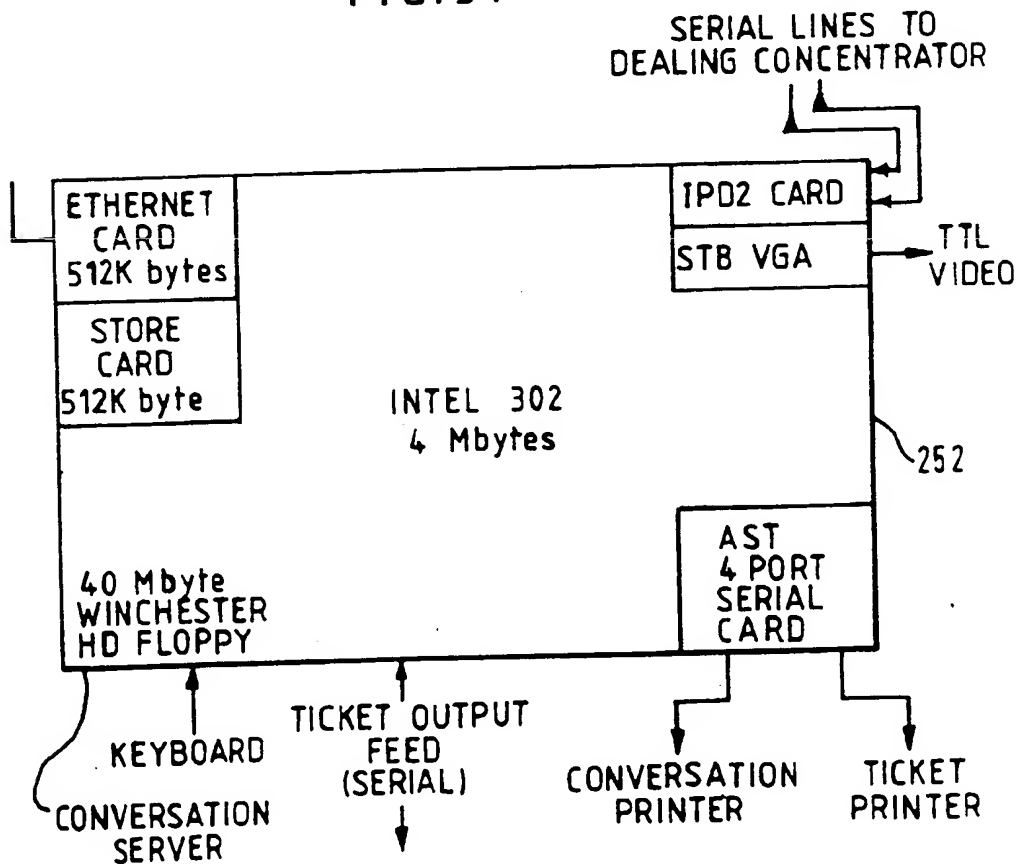 SERIAL LINES TO
DEALING CONCENTRATOR
ETHERNET
CARD
512K bytes
STORE
CARD
512K byte
IPD2 CARD
STB VGA
TTL
VIDEO
INTEL 302
4 Mbytes
252
40 Mbyte
WINCHESTER
HD FLOPPY
AST
4 PORT
SERIAL
CARD
KEYBOARD
CONVERSATION
SERVER
TICKET OUTPUT
FEED
(SERIAL)
CONVERSATION
PRINTER
TICKET
PRINTER